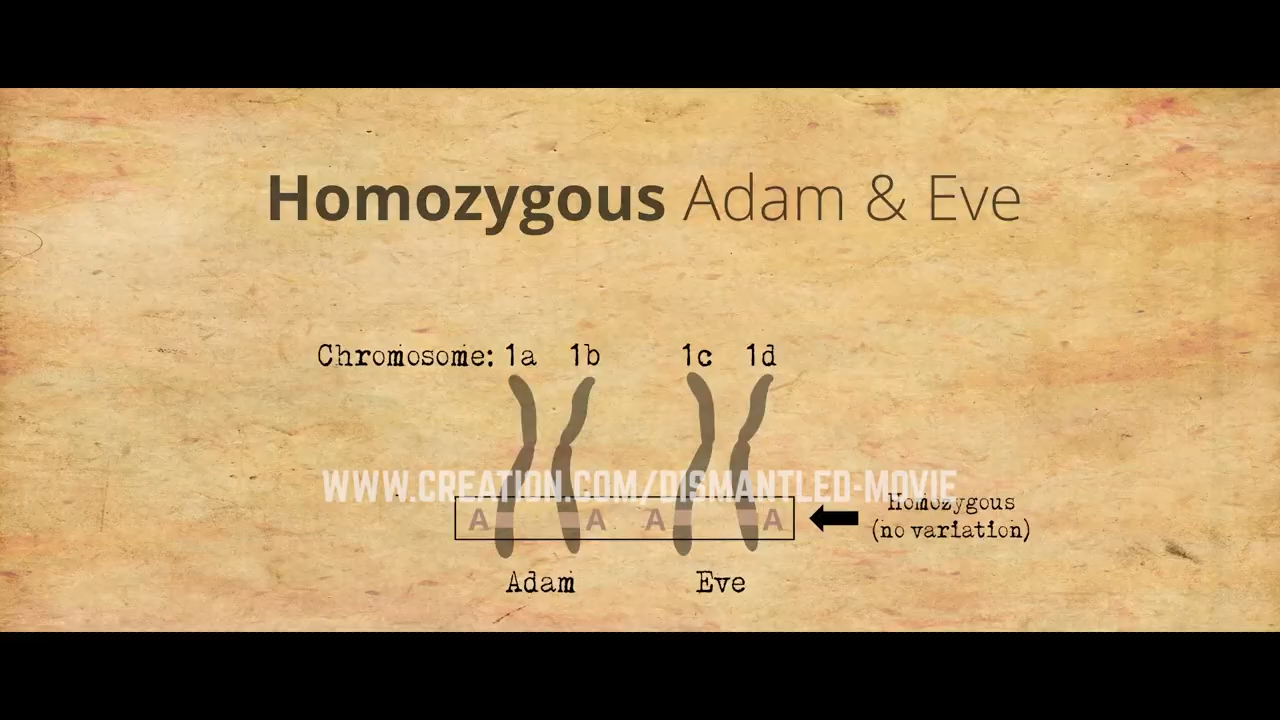 Homozygous Adam & Eve
Chromosome: 1a 1b 1c 1d
WWW.CREATION.COM/DISMANTLED-MOVIE
A A A A
Homozygous
(no variation)
Adam Eve